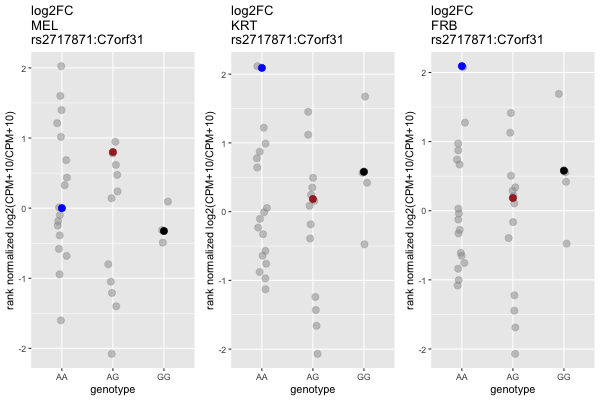 log2FC
MEL
rs2717871:C7orf31
rank normalized log2(CPM+10/CPM+10)
2
1
0
-1
-2
AA
AG
GG
genotype
log2FC
KRT
rs2717871:C7orf31
rank normalized log2(CPM+10/CPM+10)
2
1
0
-1
-2
AA
AG
GG
genotype
log2FC
FRB
rs2717871:C7orf31
rank normalized log2(CPM+10/CPM+10)
2
1
0
-1
-2
AA
AG
GG
genotype